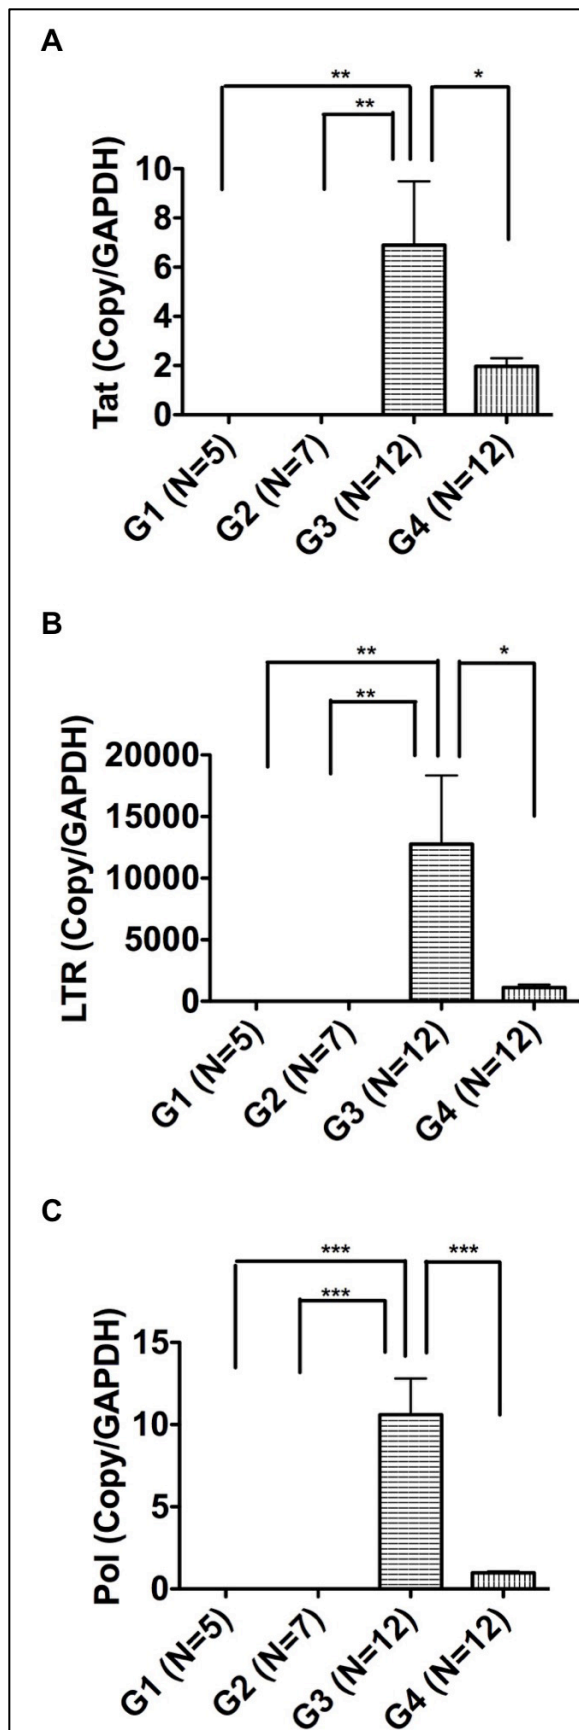 A
** *
**
Tat (Copy/GAPDH)
10
8
6
4
2
0
G1 (N=5)
G2 (N=7)
G3 (N=12)
G4 (N=12)
B
** *
**
LTR (Copy/GAPDH)
20000
15000
10000
5000
0
G1 (N=5)
G2 (N=7)
G3 (N=12)
G4 (N=12)
C
*** ***
***
Pol (Copy/GAPDH)
15
10
5
0
G1 (N=5)
G2 (N=7)
G3 (N=12)
G4 (N=12)